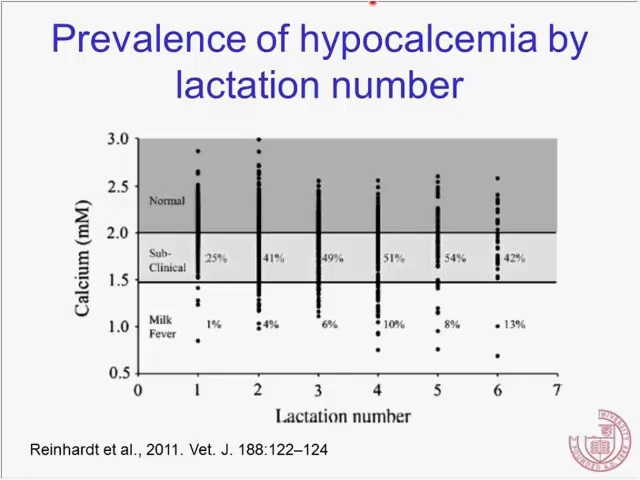 Prevalence of hypocalcemia by
lactation number
3.0
2.5
2.0
1.5
1.0
0.5
Calcium (mM)
Normal
Sub-
Clinical
25% 41% 49% 51% 54% 42%
Milk
Fever
1% 4% 6% 10% 8% 13%
0 1 2 3 4 5 6 7
Lactation number
Reinhardt et al., 2011. Vet. J. 188:122–124